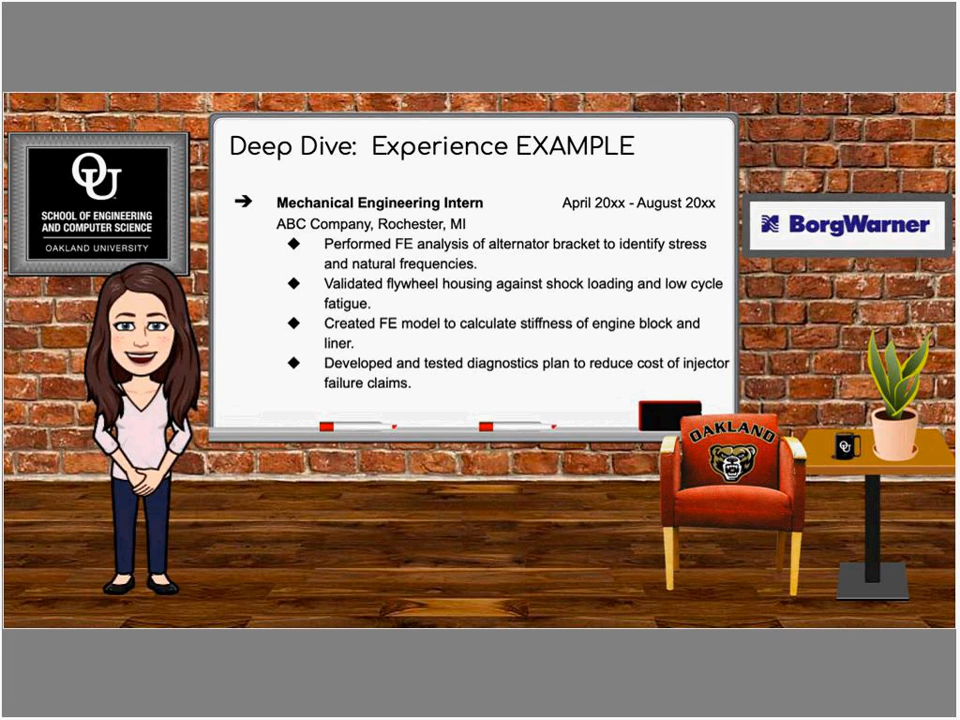 Deep Dive: Experience EXAMPLE
OU
SCHOOL OF ENGINEERING
AND COMPUTER SCIENCE
OAKLAND UNIVERSITY
➔ Mechanical Engineering Intern April 20xx - August 20xx
ABC Company, Rochester, MI
◆ Performed FE analysis of alternator bracket to identify stress
and natural frequencies.
◆ Validated flywheel housing against shock loading and low cycle
fatigue.
◆ Created FE model to calculate stiffness of engine block and
liner.
◆ Developed and tested diagnostics plan to reduce cost of injector
failure claims.
BorgWarner
OAKLAND
OU